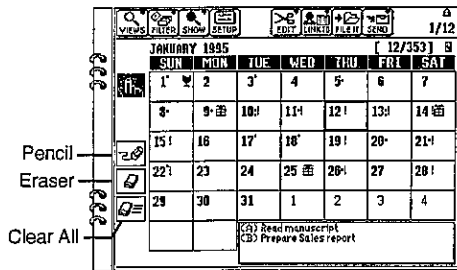 VIEWS FILTER SHOW SETUP EDIT LINKTO FILE IT SEND 1/12
JANUARY 1995 [ 12/353]
SUN MON TUE WED THU FRI SAT
1 2 3 4 5 6 7
8 9 10 11 12 13 14
15 16 17 18 19 20 21
22 23 24 25 26 27 28
29 30 31 1 2 3 4
(A) Read manuscript
(B) Prepare Sales report
Pencil
Eraser
Clear All